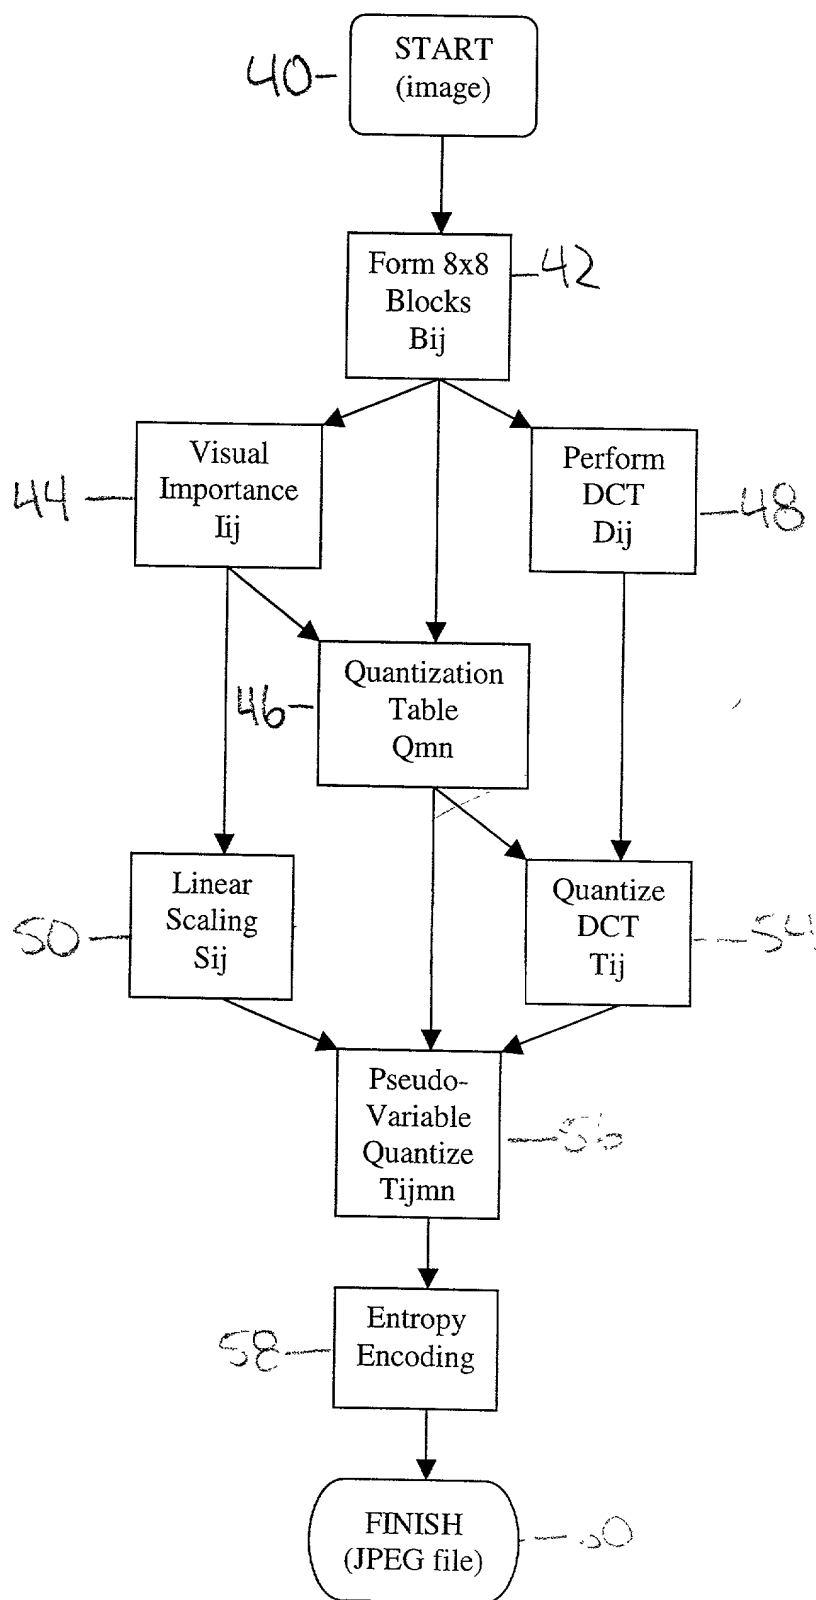 START
(image)
40
Form 8x8
Blocks
Bij
42
Visual
Importance
Iij
44
Perform
DCT
Dij
48
Quantization
Table
Qmn
46
Linear
Scaling
Sij
50
Quantize
DCT
Tij
54
Pseudo-
Variable
Quantize
Tijmn
Entropy
Encoding
58
FINISH
(JPEG file)